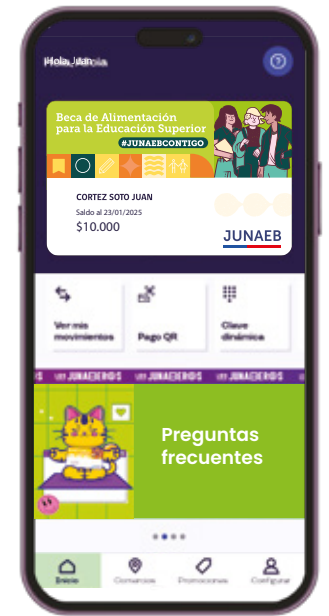 Hola, Juan
Beca de Alimentación
para la Educación Superior
#JUNAEBCONTIGO
CORTEZ SOTO JUAN
Saldo al 23/01/2025
$10.000
JUNAEB
Ver mis
movimientos
Pago QR
Clave
dinámica
Preguntas
frecuentes
Inicio
Comercios
Promociones
Configurar